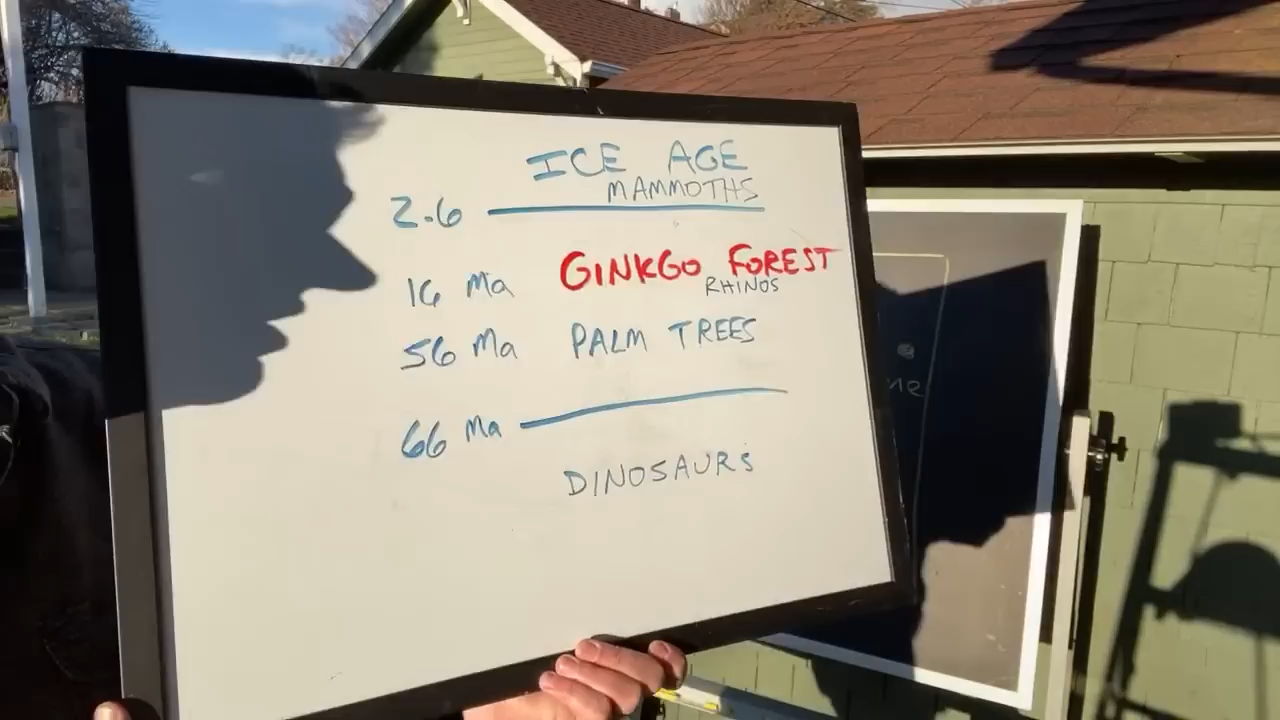 ICE AGE
MAMMOTHS
2.6
16 Ma GINKGO FOREST
RHINOS
56 Ma PALM TREES
66 Ma
DINOSAURS